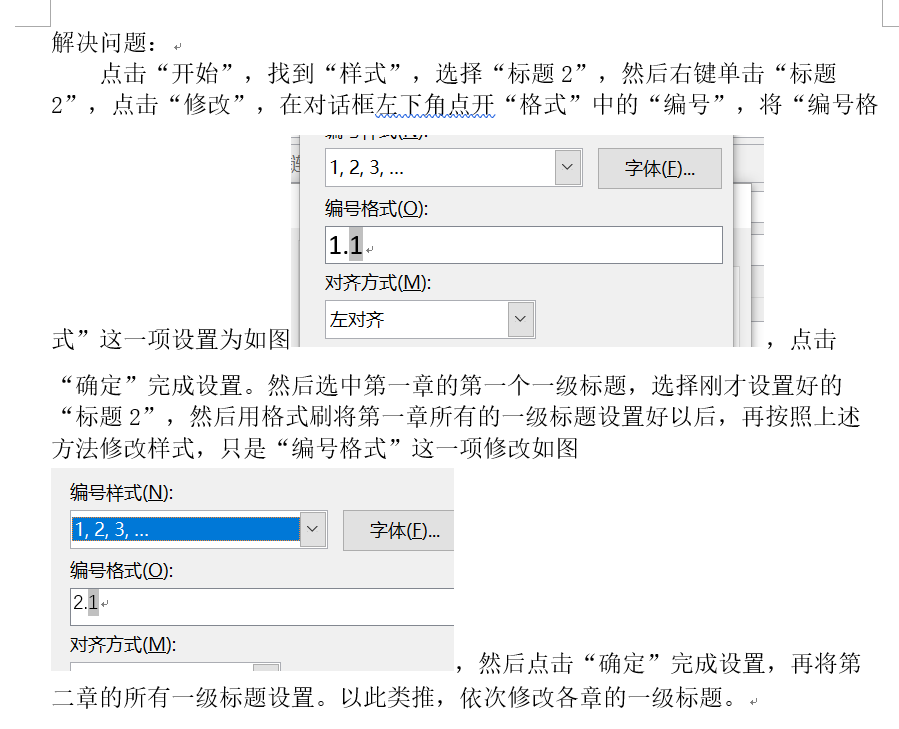 解决问题：
点击“开始”，找到“样式”，选择“标题2”，然后右键单击“标题
2”，点击“修改”，在对话框左下角点开“格式”中的“编号”，将“编号格
1, 2, 3, ...
字体(F)...
编号格式(O):
1.1
对齐方式(M):
左对齐
式”这一项设置为如图
，点击
“确定”完成设置。然后选中第一章的第一个一级标题，选择刚才设置好的
“标题2”，然后用格式刷将第一章所有的一级标题设置好以后，再按照上述
方法修改样式，只是“编号格式”这一项修改如图
编号样式(N):
1, 2, 3, ...
字体(F)...
编号格式(O):
2.1
对齐方式(M):
，然后点击“确定”完成设置，再将第
二章的所有一级标题设置。以此类推，依次修改各章的一级标题。